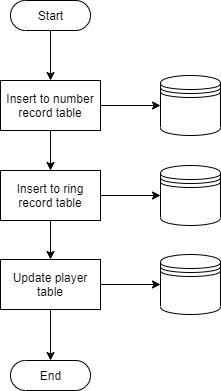 Start
Insert to number
record table
Insert to ring
record table
Update player
table
End